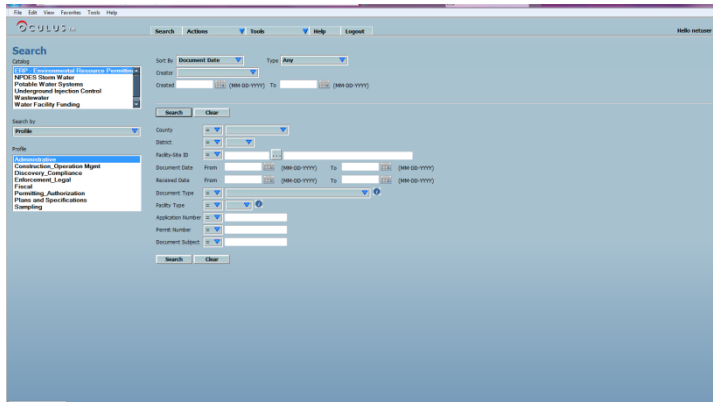 File Edit View Favorites Tools Help
OCULUS
Search Actions Tools Help Logout
Hello netuser
Search
Catalog
ERP - Environmental Resource Permitting
NPDES Storm Water
Potable Water Systems
Underground Injection Control
Wastewater
Water Facility Funding
Search by
Profile
Profile
Administrative
Construction_Operation Mgmt
Discovery_Compliance
Enforcement_Legal
Fiscal
Permitting_Authorization
Plans and Specifications
Sampling
Sort By Document Date Type Any
Creator
Created (MM-DD-YYYY) To (MM-DD-YYYY)
Search Clear
County =
District =
Facility-Site ID = ...
Document Date From (MM-DD-YYYY) To (MM-DD-YYYY)
Received Date From (MM-DD-YYYY) To (MM-DD-YYYY)
Document Type =
Facility Type =
Application Number =
Permit Number =
Document Subject =
Search Clear